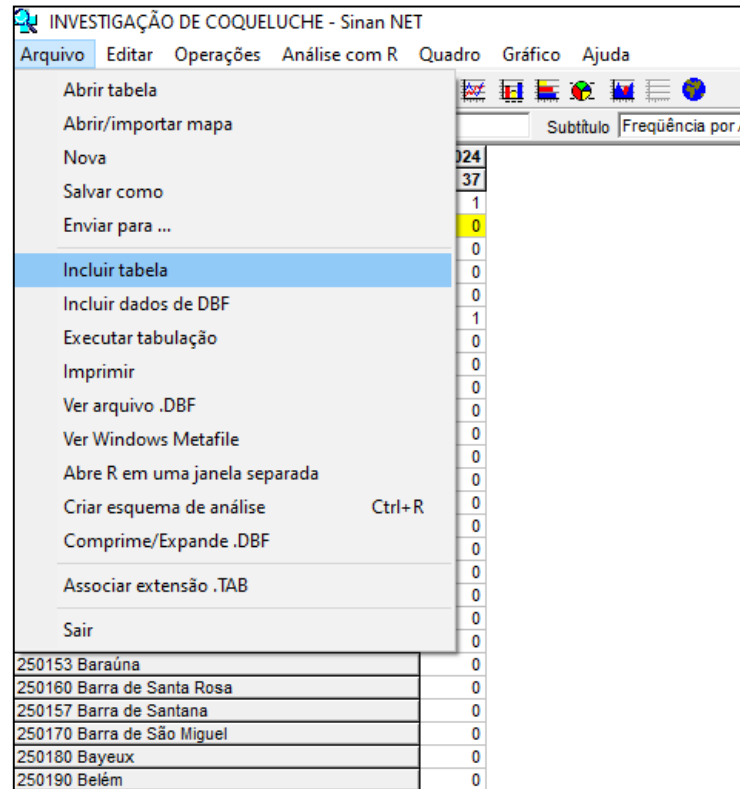 INVESTIGAÇÃO DE COQUELUCHE - Sinan NET
Arquivo Editar Operações Análise com R Quadro Gráfico Ajuda
Abrir tabela
Abrir/importar mapa
Subtítulo Freqüência por
Nova
024
Salvar como
37
1
Enviar para ...
0
0
Incluir tabela
0
Incluir dados de DBF
0
1
Executar tabulação
0
Imprimir
0
0
Ver arquivo .DBF
0
Ver Windows Metafile
0
0
Abre R em uma janela separada
0
Criar esquema de análise Ctrl+R
0
0
Comprime/Expande .DBF
0
0
Associar extensão .TAB
0
0
Sair
0
250153 Baraúna 0
250160 Barra de Santa Rosa 0
250157 Barra de Santana 0
250170 Barra de São Miguel 0
250180 Bayeux 0
250190 Belém 0